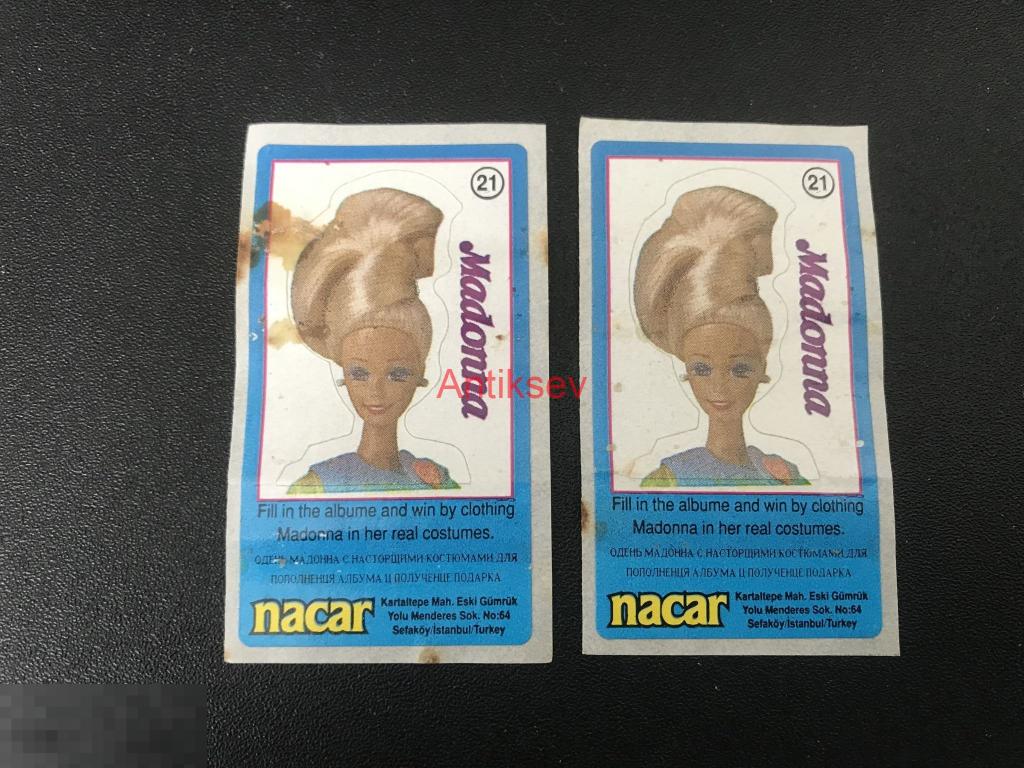 21
Madonna
Fill in the albume and win by clothing
Madonna in her real costumes.
ОДЕНЬ МАДОННА С НАСТОРЩИМИ КОСТЮМАМИ ДЛЯ
ПОПОЛНЕНЦЯ АЛБУМА Ц ПОЛУЧЕНЦЕ ПОДАРКА
nacar
Kartaltepe Mah. Eski Gümrük
Yolu Menderes Sok. No:64
Sefaköy/Istanbul/Turkey
21
Madonna
Fill in the albume and win by clothing
Madonna in her real costumes.
ОДЕНЬ МАДОННА С НАСТОРЩИМИ КОСТЮМАМИ ДЛЯ
ПОПОЛНЕНЦЯ АЛБУМА Ц ПОЛУЧЕНЦЕ ПОДАРКА
nacar
Kartaltepe Mah. Eski Gümrük
Yolu Menderes Sok. No:64
Sefaköy/Istanbul/Turkey
Antiksev